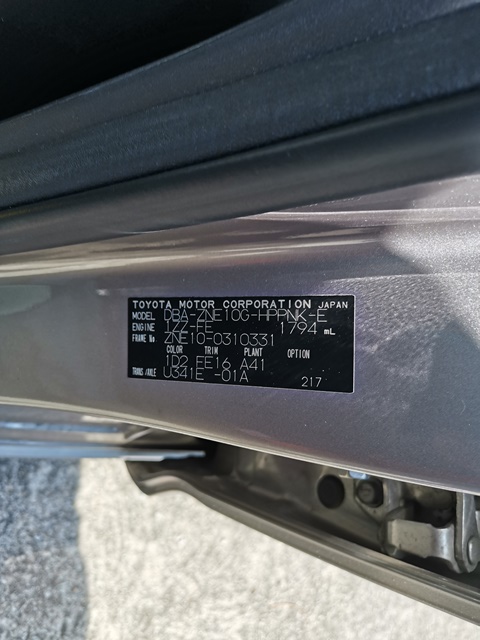 TOYOTA MOTOR CORPORATION JAPAN
MODEL DBA-ZNE10G-HPPNK-E
ENGINE 1ZZ-FE 1794 mL
FRAME No. ZNE10-0310331
COLOR TRIM PLANT OPTION
1D2 EE16 A41
TRANS/AXLE U341E -01A 217